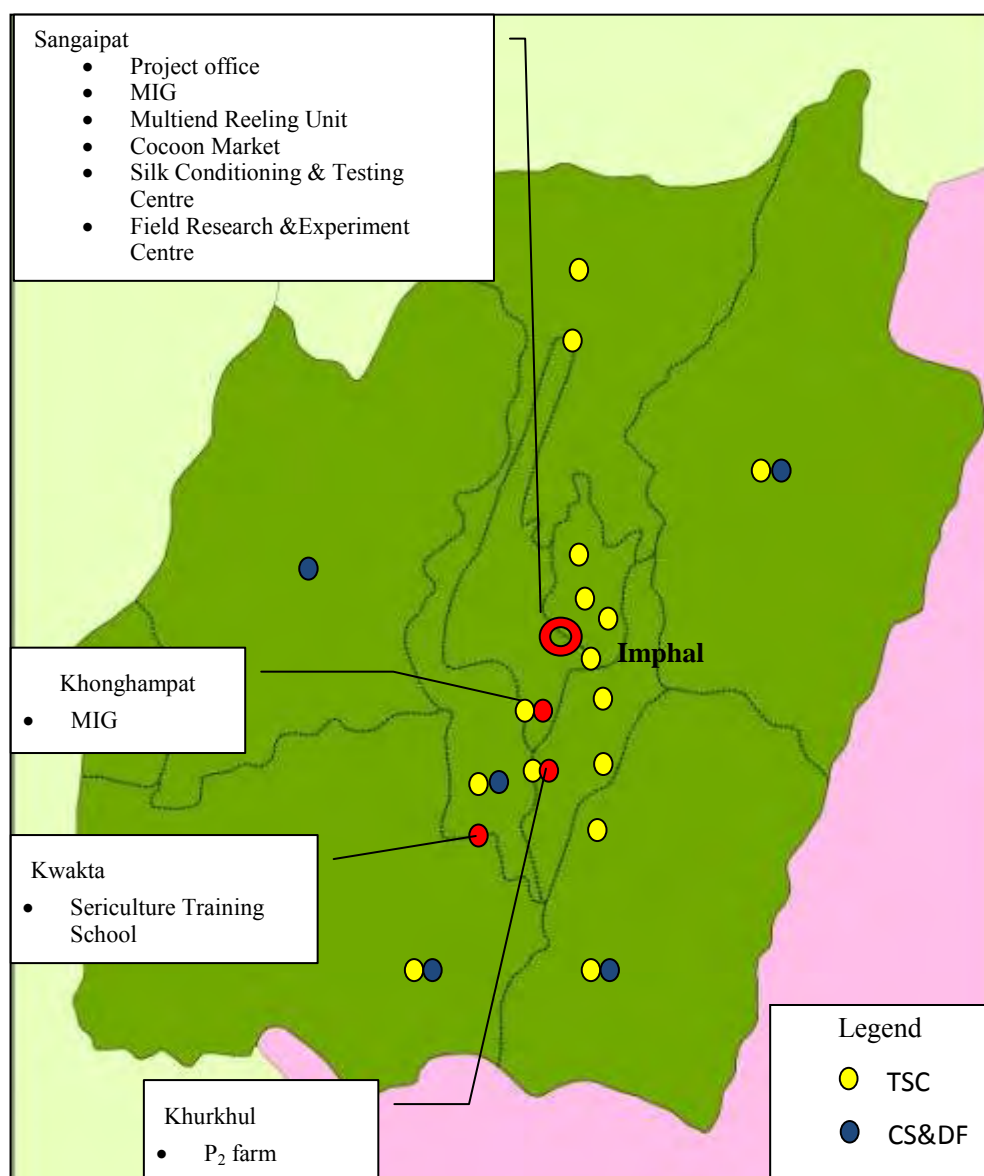 Sangaipat
• Project office
• MIG
• Multiend Reeling Unit
• Cocoon Market
• Silk Conditioning & Testing
Centre
• Field Research &Experiment
Centre
Imphal
Khonghampat
• MIG
Kwakta
• Sericulture Training
School
Khurkhul
• P₂ farm
Legend
TSC
CS&DF